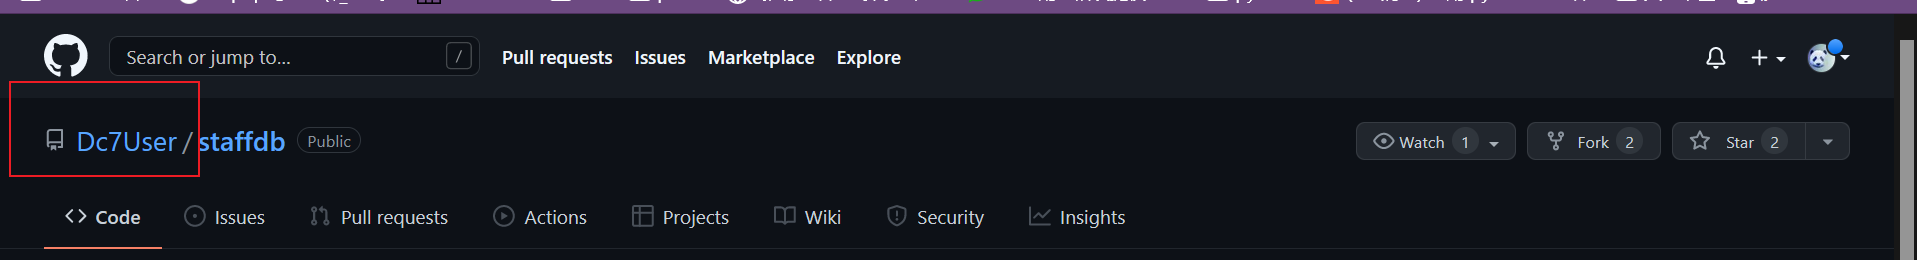 Search or jump to... / Pull requests Issues Marketplace Explore
Dc7User / staffdb Public Watch 1 Fork 2 Star 2
Code Issues Pull requests Actions Projects Wiki Security Insights